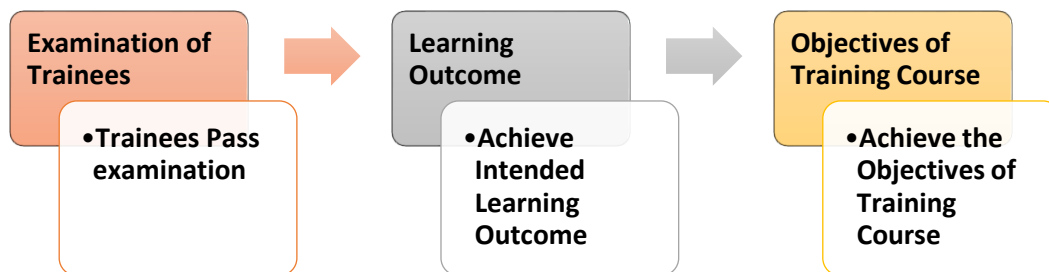 Examination of
Trainees
•Trainees Pass
examination
Learning
Outcome
•Achieve
Intended
Learning
Outcome
Objectives of
Training Course
•Achieve the
Objectives of
Training
Course